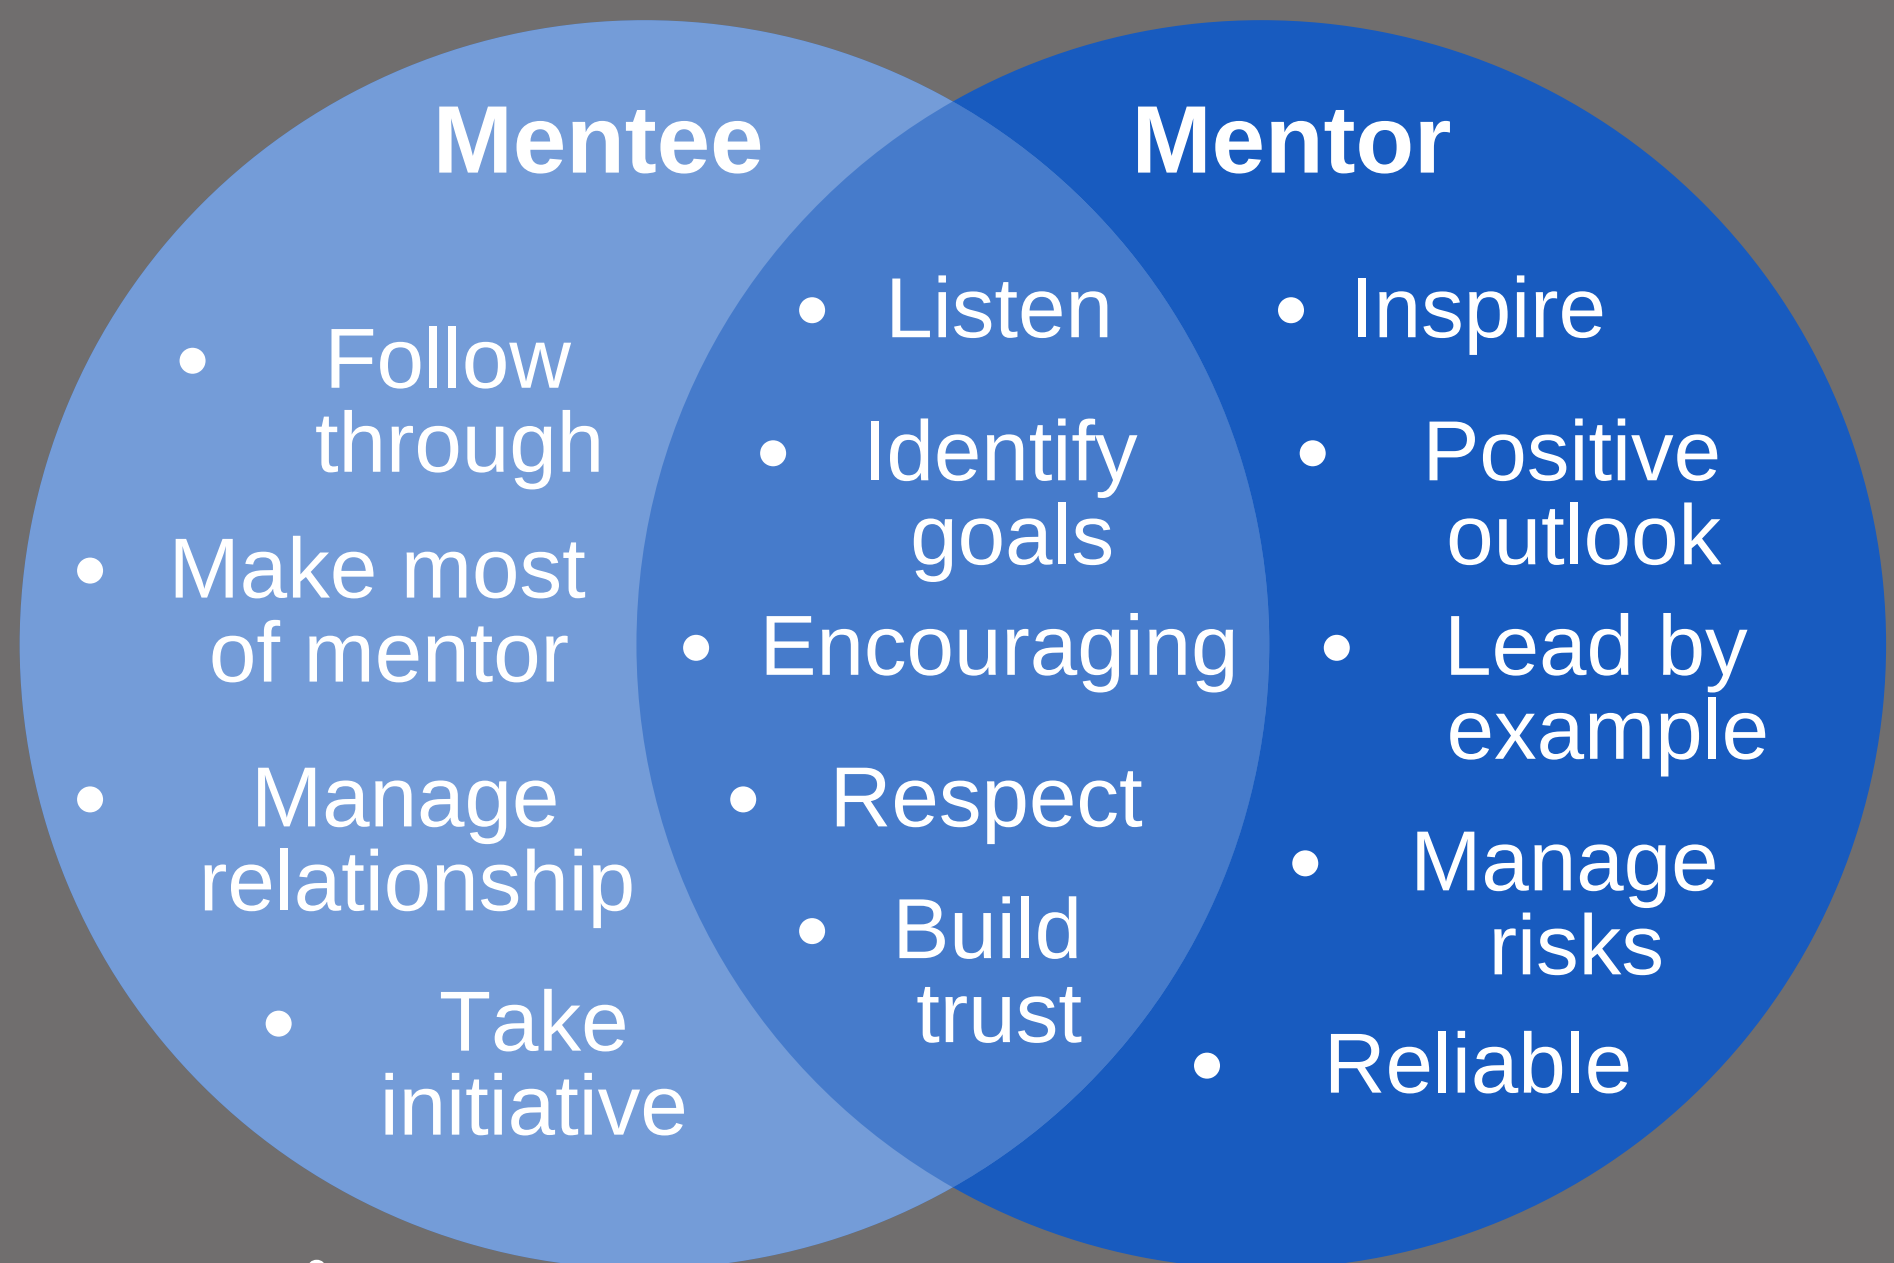 Mentee
• Follow
through
• Make most
of mentor
• Manage
relationship
• Take
initiative
• Listen
• Identify
goals
• Encouraging
• Respect
• Build
trust
Mentor
• Inspire
• Positive
outlook
• Lead by
example
• Manage
risks
• Reliable